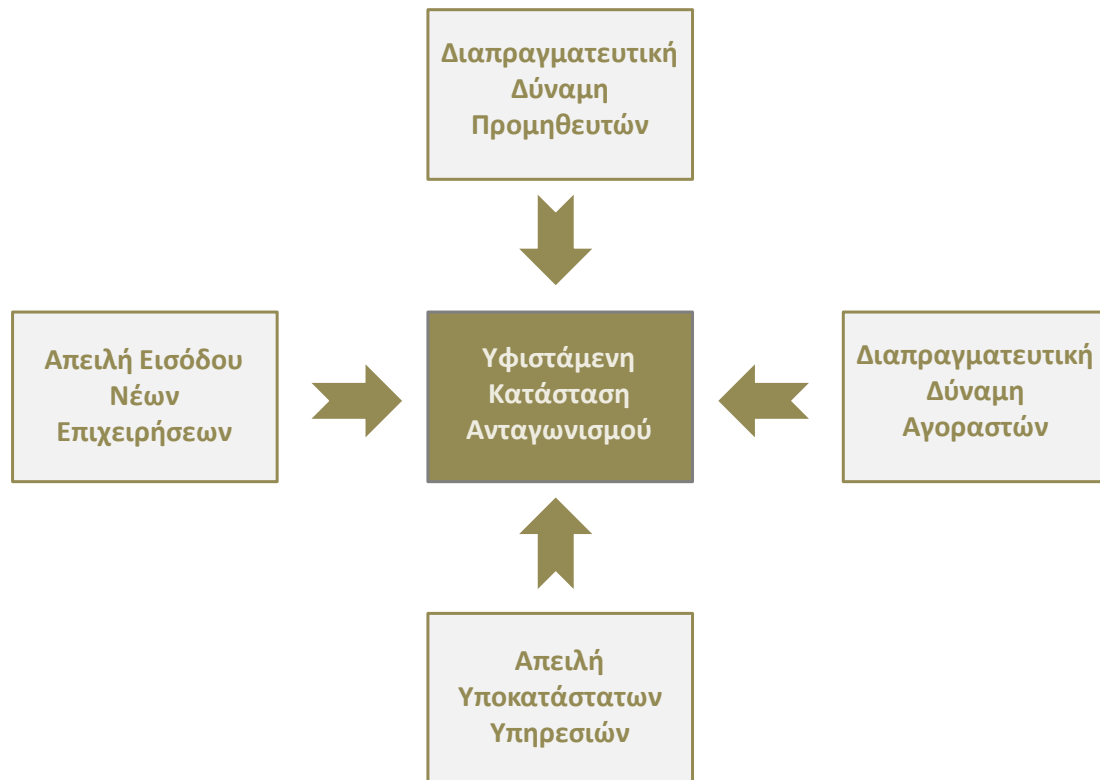 Διαπραγματευτική
Δύναμη
Προμηθευτών
Απειλή Εισόδου
Νέων
Επιχειρήσεων
Υφιστάμενη
Κατάσταση
Ανταγωνισμού
Διαπραγματευτική
Δύναμη
Αγοραστών
Απειλή
Υποκατάστατων
Υπηρεσιών